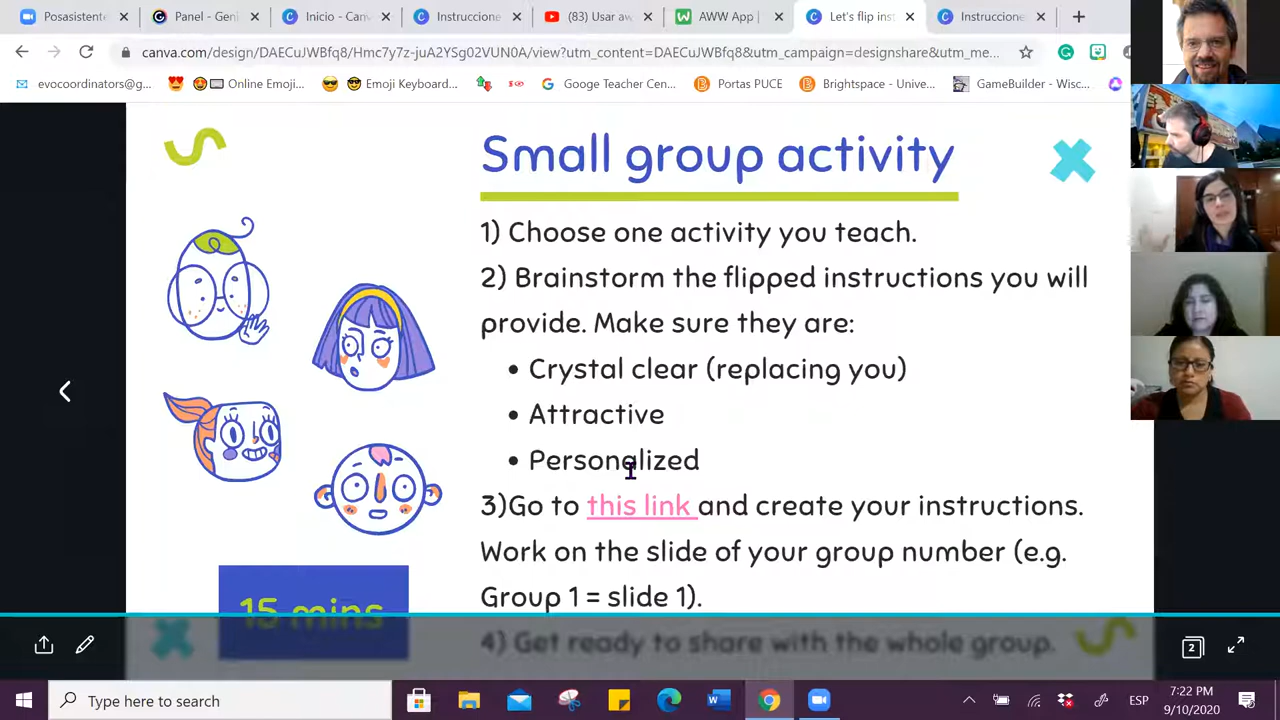 Posasistente
Panel - Geni
Inicio - Canv
Instruccione
(83) Usar aw
AWW App |
Let's flip inst
Instruccione
canva.com/design/DAECuJWBfq8/Hmc7v7z-juA2YSg02VUV0A/view?utm_content=DAECuJWBfq8&utm_campaign=designshare&utm_me...
evocoordinators@g...
Online Emoji...
Emoji Keyboard...
Googe Teacher Cen...
Portas PUCE
Brightspace - Unive...
GameBuilder - Wisc...
Small group activity
1) Choose one activity you teach.
2) Brainstorm the flipped instructions you will
provide. Make sure they are:
• Crystal clear (replacing you)
• Attractive
• Personalized
3)Go to this link and create your instructions.
Work on the slide of your group number (e.g.
Group 1 = slide 1).
4) Get ready to share with the whole group.
15 mins
2
Type here to search
ESP
7:22 PM
9/10/2020